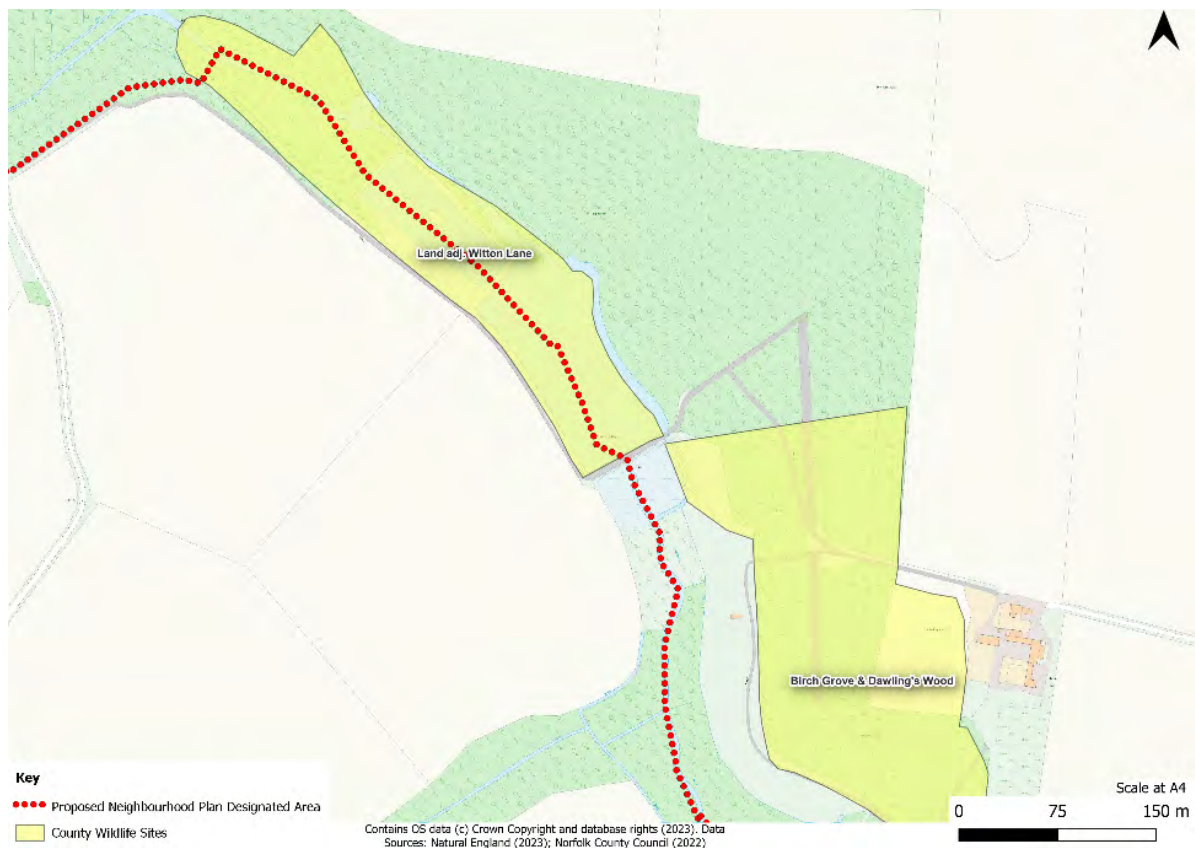 Land adj. Witton Lane
Birch Grove & Dawling's Wood
Key
Proposed Neighbourhood Plan Designated Area
County Wildlife Sites
Contains OS data (c) Crown Copyright and database rights (2023). Data
Sources: Natural England (2023); Norfolk County Council (2022)
Scale at A4
0 75 150 m